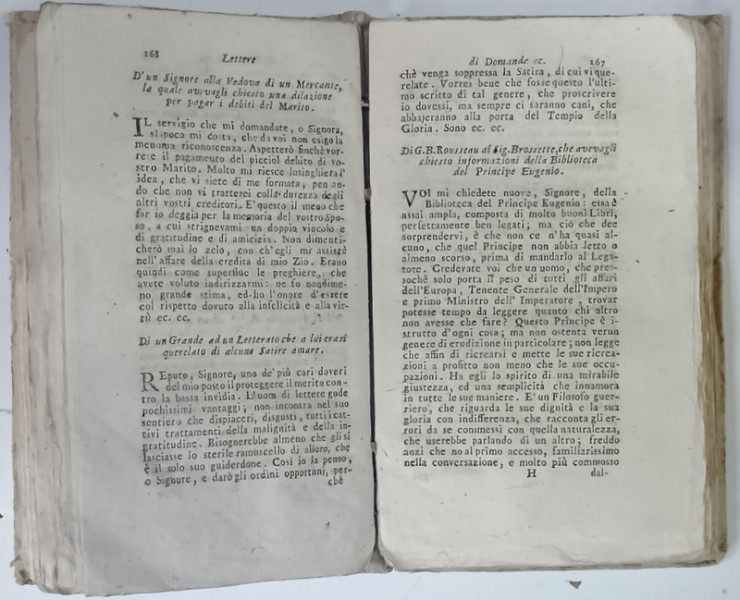 168
Lettere
D'un Signore alla Vedova di un Mercante,
la quale avevagli chiesto una dilazione
per pagar i debiti del Marito.
IL servigio che mi domandate, o Signora,
sì poco mi costa, che da voi non esigo la
menoma riconoscenza. Aspetterò finchè vor-
rete il pagamento del picciol debito di vo-
stro Marito. Molto mi riesce lusinghiera l'
idea, che vi siete di me formata, pen an-
do che non vi tratterei colla durezza degli
altri vostri creditori. E' questo il meno che
far io deggia per la memoria del vostro Spo-
so, a cui strignevami un doppio vincolo e
di gratitudine e di amicizia. Non dimenti-
cherò mai lo zelo, con ch'egli mi assistè
nell'affare della eredità di mio Zio. Erano
quindi come superflue le preghiere, che
avete voluto indirizzarmi: ne fo nondime-
no grande stima, ed ho l'onore d'essere
col rispetto dovuto alla infelicità e alla vir-
tù ec. ec.
Di un Grande ad un Letterato che a lui erasi
querelato di alcune Satire amare.
REputo, Signore, uno de' più cari doveri
del mio posto il proteggere il merito con-
tro la bassa invidia. L'uom di lettere gode
pochissimi vantaggi; non incontra nel suo
sentiero che dispiaceri, disgusti, tutti i cat-
tivi trattamenti della malignità e della in-
gratitudine. Bisognerebbe almeno che gli si
lasciasse lo sterile ramuscello di alloro, che
è il solo suo guiderdone. Così io la penso,
o Signore, e darò gli ordini opportuni, per-
chè
di Domande ec.
167
chè venga soppressa la Satira, di cui vi que-
relate. Vorrei bene che fosse questo l'ulti-
mo scritto di tal genere, che proscrivere
io dovessi, ma sempre ci saranno cani, che
abbajeranno alla porta del Tempio della
Gloria. Sono ec. ec.
Di G. B. Rousseau al Sig. Brossette, che avevagli
chiesto informazioni della Biblioteca
del Principe Eugenio.
VOi mi chiedete nuove, Signore, della
Biblioteca del Principe Eugenio: essa è
assai ampla, composta di molto buoni Libri,
perfettamente ben legati; ma ciò che dee
sorprendervi, è che non ce n'ha quasi al-
cuno, che quel Principe non abbia letto o
almeno scorso, prima di mandarlo al Lega-
tore. Credereste voi che un uomo, che pres-
sochè solo porta il peso di tutti gli affari
dell'Europa, Tenente Generale dell'Impero
e primo Ministro dell'Imperatore, trovar
potesse tempo da leggere quanto chi altro
non avesse che fare? Questo Principe è i-
strutto d'ogni cosa; ma non ostenta verun
genere di erudizione in particolare; non legge
che affin di ricrearsi e mette le sue ricrea-
zioni a profitto non meno che le sue occu-
pazioni. Ha egli lo spirito di una mirabile
giustezza, ed una semplicità che innamora
in tutte le sue maniere. E' un Filosofo guer-
riero, che riguarda le sue dignità e la sua
gloria con indifferenza, che racconta gli er-
rori da se commessi con quella naturalezza,
che userebbe parlando di un altro; freddo
anzi che no al primo accesso, familiarissimo
nella conversazione, e molto più commosso
H
dal-